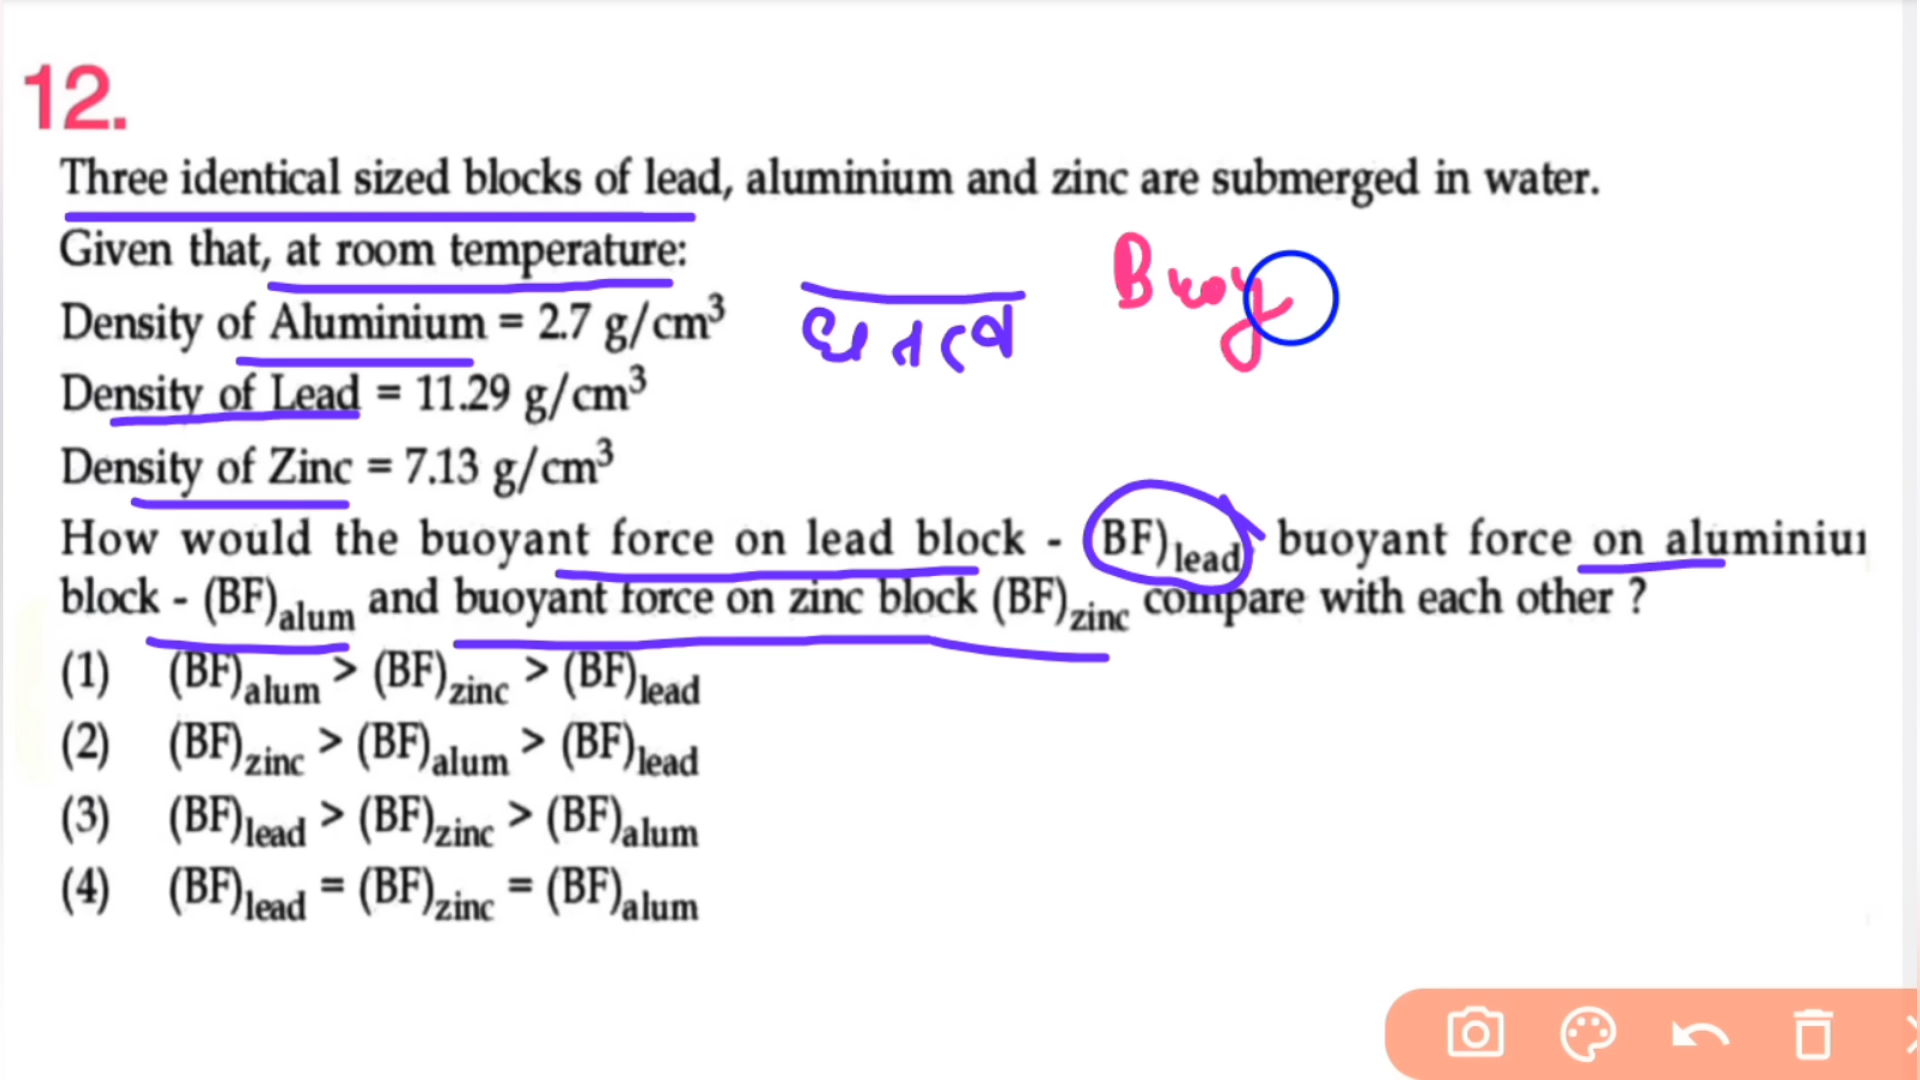 12.
Three identical sized blocks of lead, aluminium and zinc are submerged in water.
Given that, at room temperature:
Density of Aluminium = 2.7 g/cm³
Density of Lead = 11.29 g/cm³
Density of Zinc = 7.13 g/cm³
Buoy
How would the buoyant force on lead block - (BF)lead, buoyant force on aluminiu
block - (BF)alum and buoyant force on zinc block (BF)zinc compare with each other ?
(1) (BF)alum > (BF)zinc > (BF)lead
(2) (BF)zinc > (BF)alum > (BF)lead
(3) (BF)lead > (BF)zinc > (BF)alum
(4) (BF)lead = (BF)zinc = (BF)alum